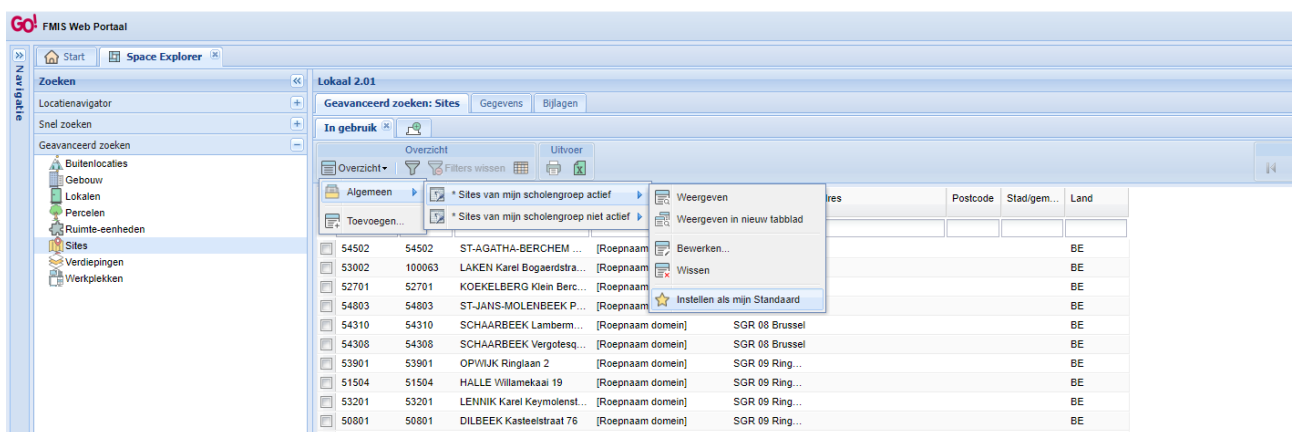 GO! FMIS Web Portaal
Start Space Explorer
Navigatie
Zoeken
Locatienavigator
Snel zoeken
Geavanceerd zoeken
Buitenlocaties
Gebouw
Lokalen
Percelen
Ruimte-eenheden
Sites
Verdiepingen
Werkplekken
Lokaal 2.01
Geavanceerd zoeken: Sites Gegevens Bijlagen
In gebruik
Overzicht Uitvoer
Overzicht Filters wissen
Algemeen
Toevoegen...
* Sites van mijn scholengroep actief
* Sites van mijn scholengroep niet actief
Weergeven
Weergeven in nieuw tabblad
Bewerken...
Wissen
Instellen als mijn Standaard
Postcode Stad/gem... Land
54502 54502 ST-AGATHA-BERCHEM ... [Roepnaam BE
53002 100063 LAKEN Karel Bogaerdstra... [Roepnaam BE
52701 52701 KOEKELBERG Klein Berc... [Roepnaam BE
54803 54803 ST-JANS-MOLENBEEK P... [Roepnaam BE
54310 54310 SCHAARBEEK Lamberm... [Roepnaam domein] SGR 08 Brussel BE
54308 54308 SCHAARBEEK Vergotesq... [Roepnaam domein] SGR 08 Brussel BE
53901 53901 OPWIJK Ringlaan 2 [Roepnaam domein] SGR 09 Ring... BE
51504 51504 HALLE Willamekaai 19 [Roepnaam domein] SGR 09 Ring... BE
53201 53201 LENNIK Karel Keymolenst... [Roepnaam domein] SGR 09 Ring... BE
50801 50801 DILBEEK Kasteelstraat 76 [Roepnaam domein] SGR 09 Ring... BE